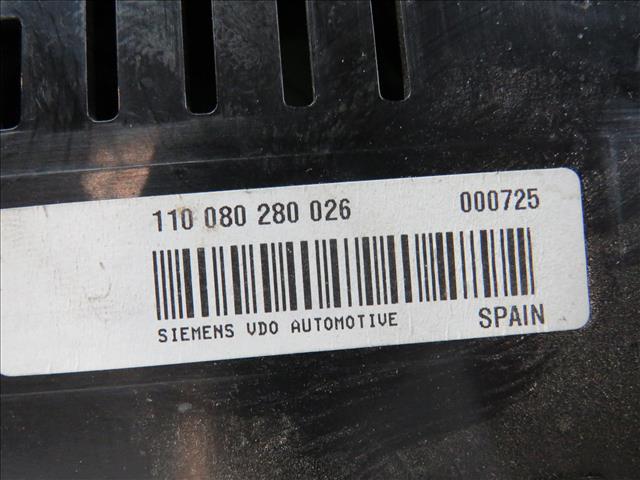 110 080 280 026 000725
SIEMENS VDO AUTOMOTIVE SPAIN